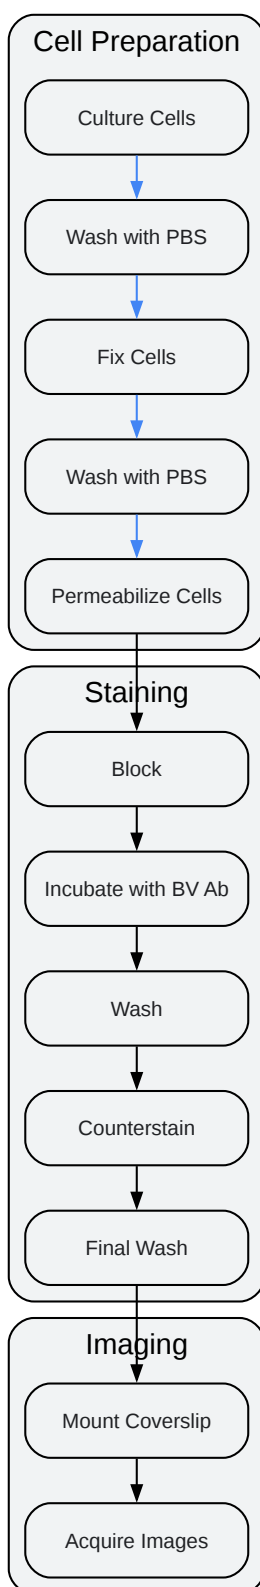 Cell Preparation
Culture Cells
Wash with PBS
Fix Cells
Wash with PBS
Permeabilize Cells
Staining
Block
Incubate with BV Ab
Wash
Counterstain
Final Wash
Imaging
Mount Coverslip
Acquire Images